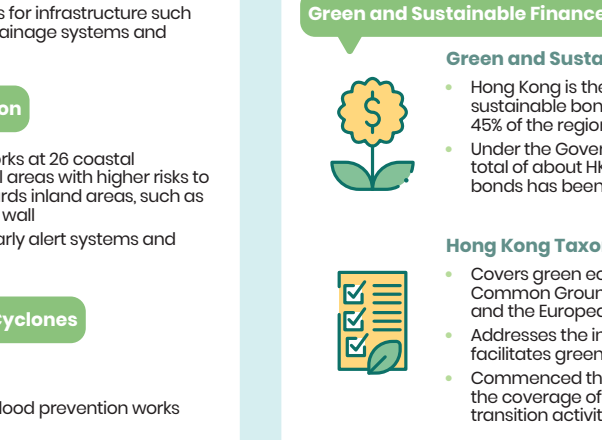 s for infrastructure such
ainage systems and
on
rks at 26 coastal
l areas with higher risks to
rds inland areas, such as
wall
arly alert systems and
Cyclones
lood prevention works
Green and Sustainable Finance
Green and Susta
Hong Kong is the
sustainable bon
45% of the region
Under the Gover
total of about HK
bonds has been
$
Hong Kong Taxo
Covers green ec
Common Groun
and the Europea
Addresses the in
facilitates green
Commenced th
the coverage of
transition activit